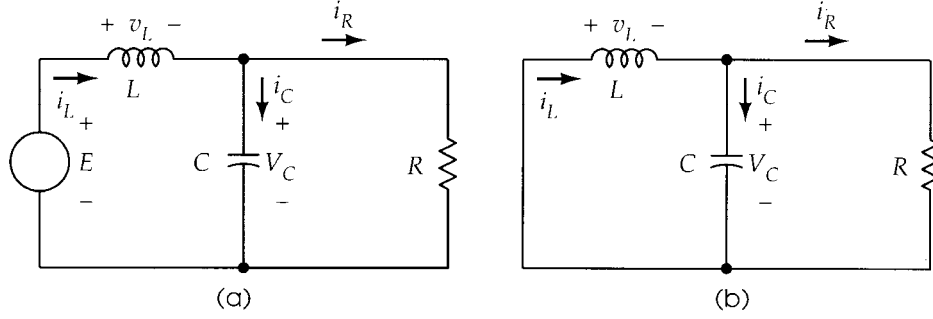 + v_L −
i_R
L
i_L
i_C
+
E
−
+
C
V_C
−
R
(a)
+ v_L −
i_R
L
i_L
i_C
+
C
V_C
−
R
(b)